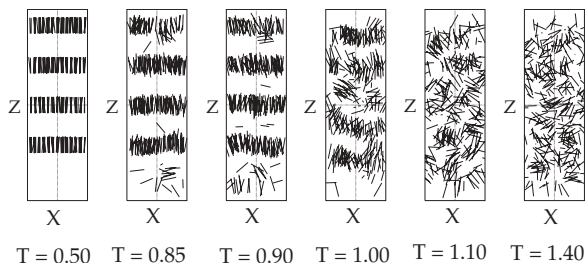 Z Z Z Z Z Z
X X X X X X
T = 0.50 T = 0.85 T = 0.90 T = 1.00 T = 1.10 T = 1.40